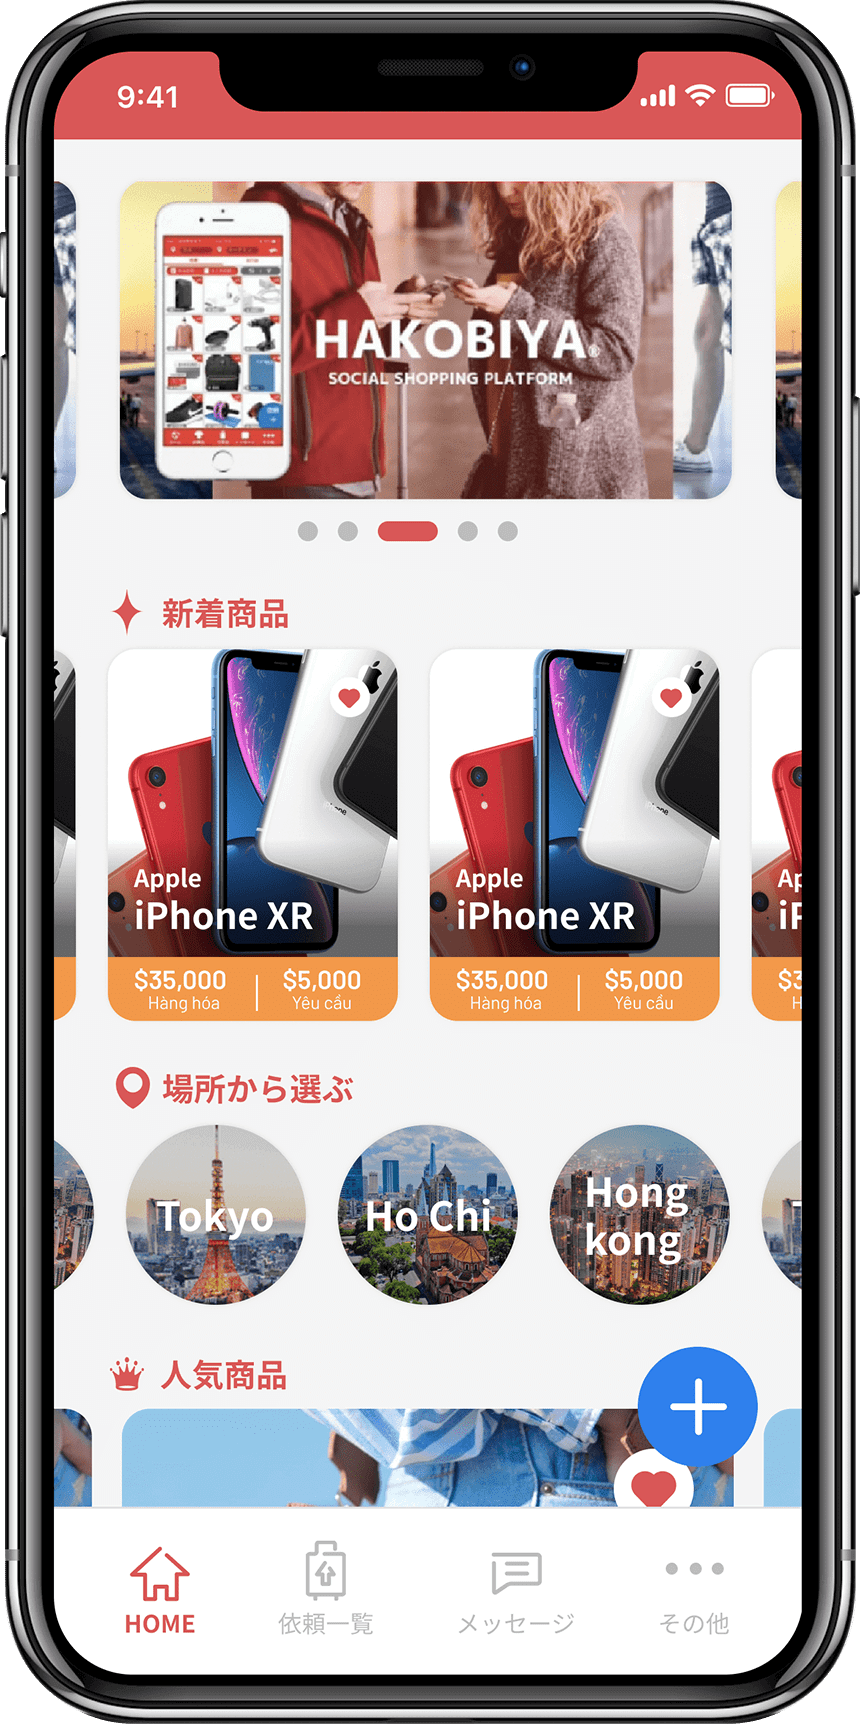 9:41
HAKOBIYA®
SOCIAL SHOPPING PLATFORM
新着商品
Apple
iPhone XR
$35,000
Hàng hóa
$5,000
Yêu cầu
Apple
iPhone XR
$35,000
Hàng hóa
$5,000
Yêu cầu
場所から選ぶ
Tokyo
Ho Chi
Hong
kong
人気商品
HOME
依頼一覧
メッセージ
その他